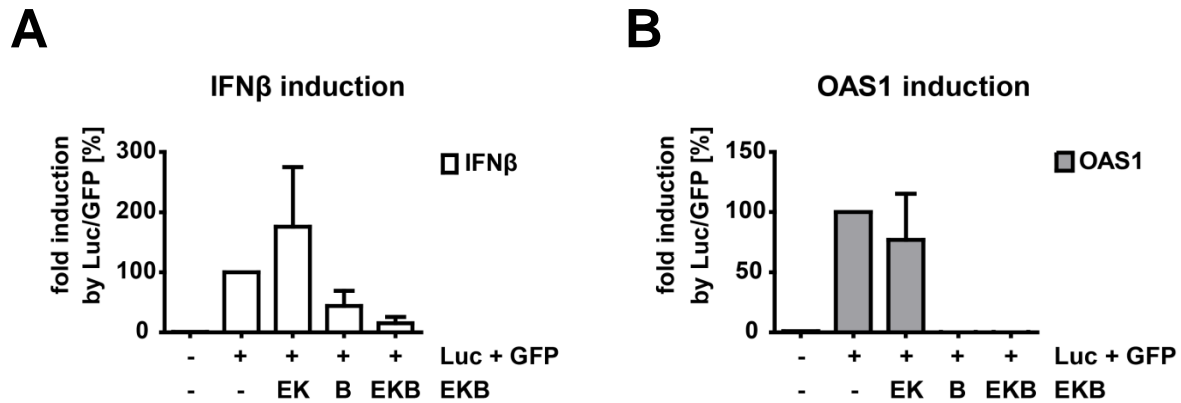 A
IFNβ induction
fold induction
by Luc/GFP [%]
300
200
100
0
IFNβ
- + + + + Luc + GFP
- - EK B EKB EKB
B
OAS1 induction
fold induction
by Luc/GFP [%]
150
100
50
0
OAS1
- + + + + Luc + GFP
- - EK B EKB EKB